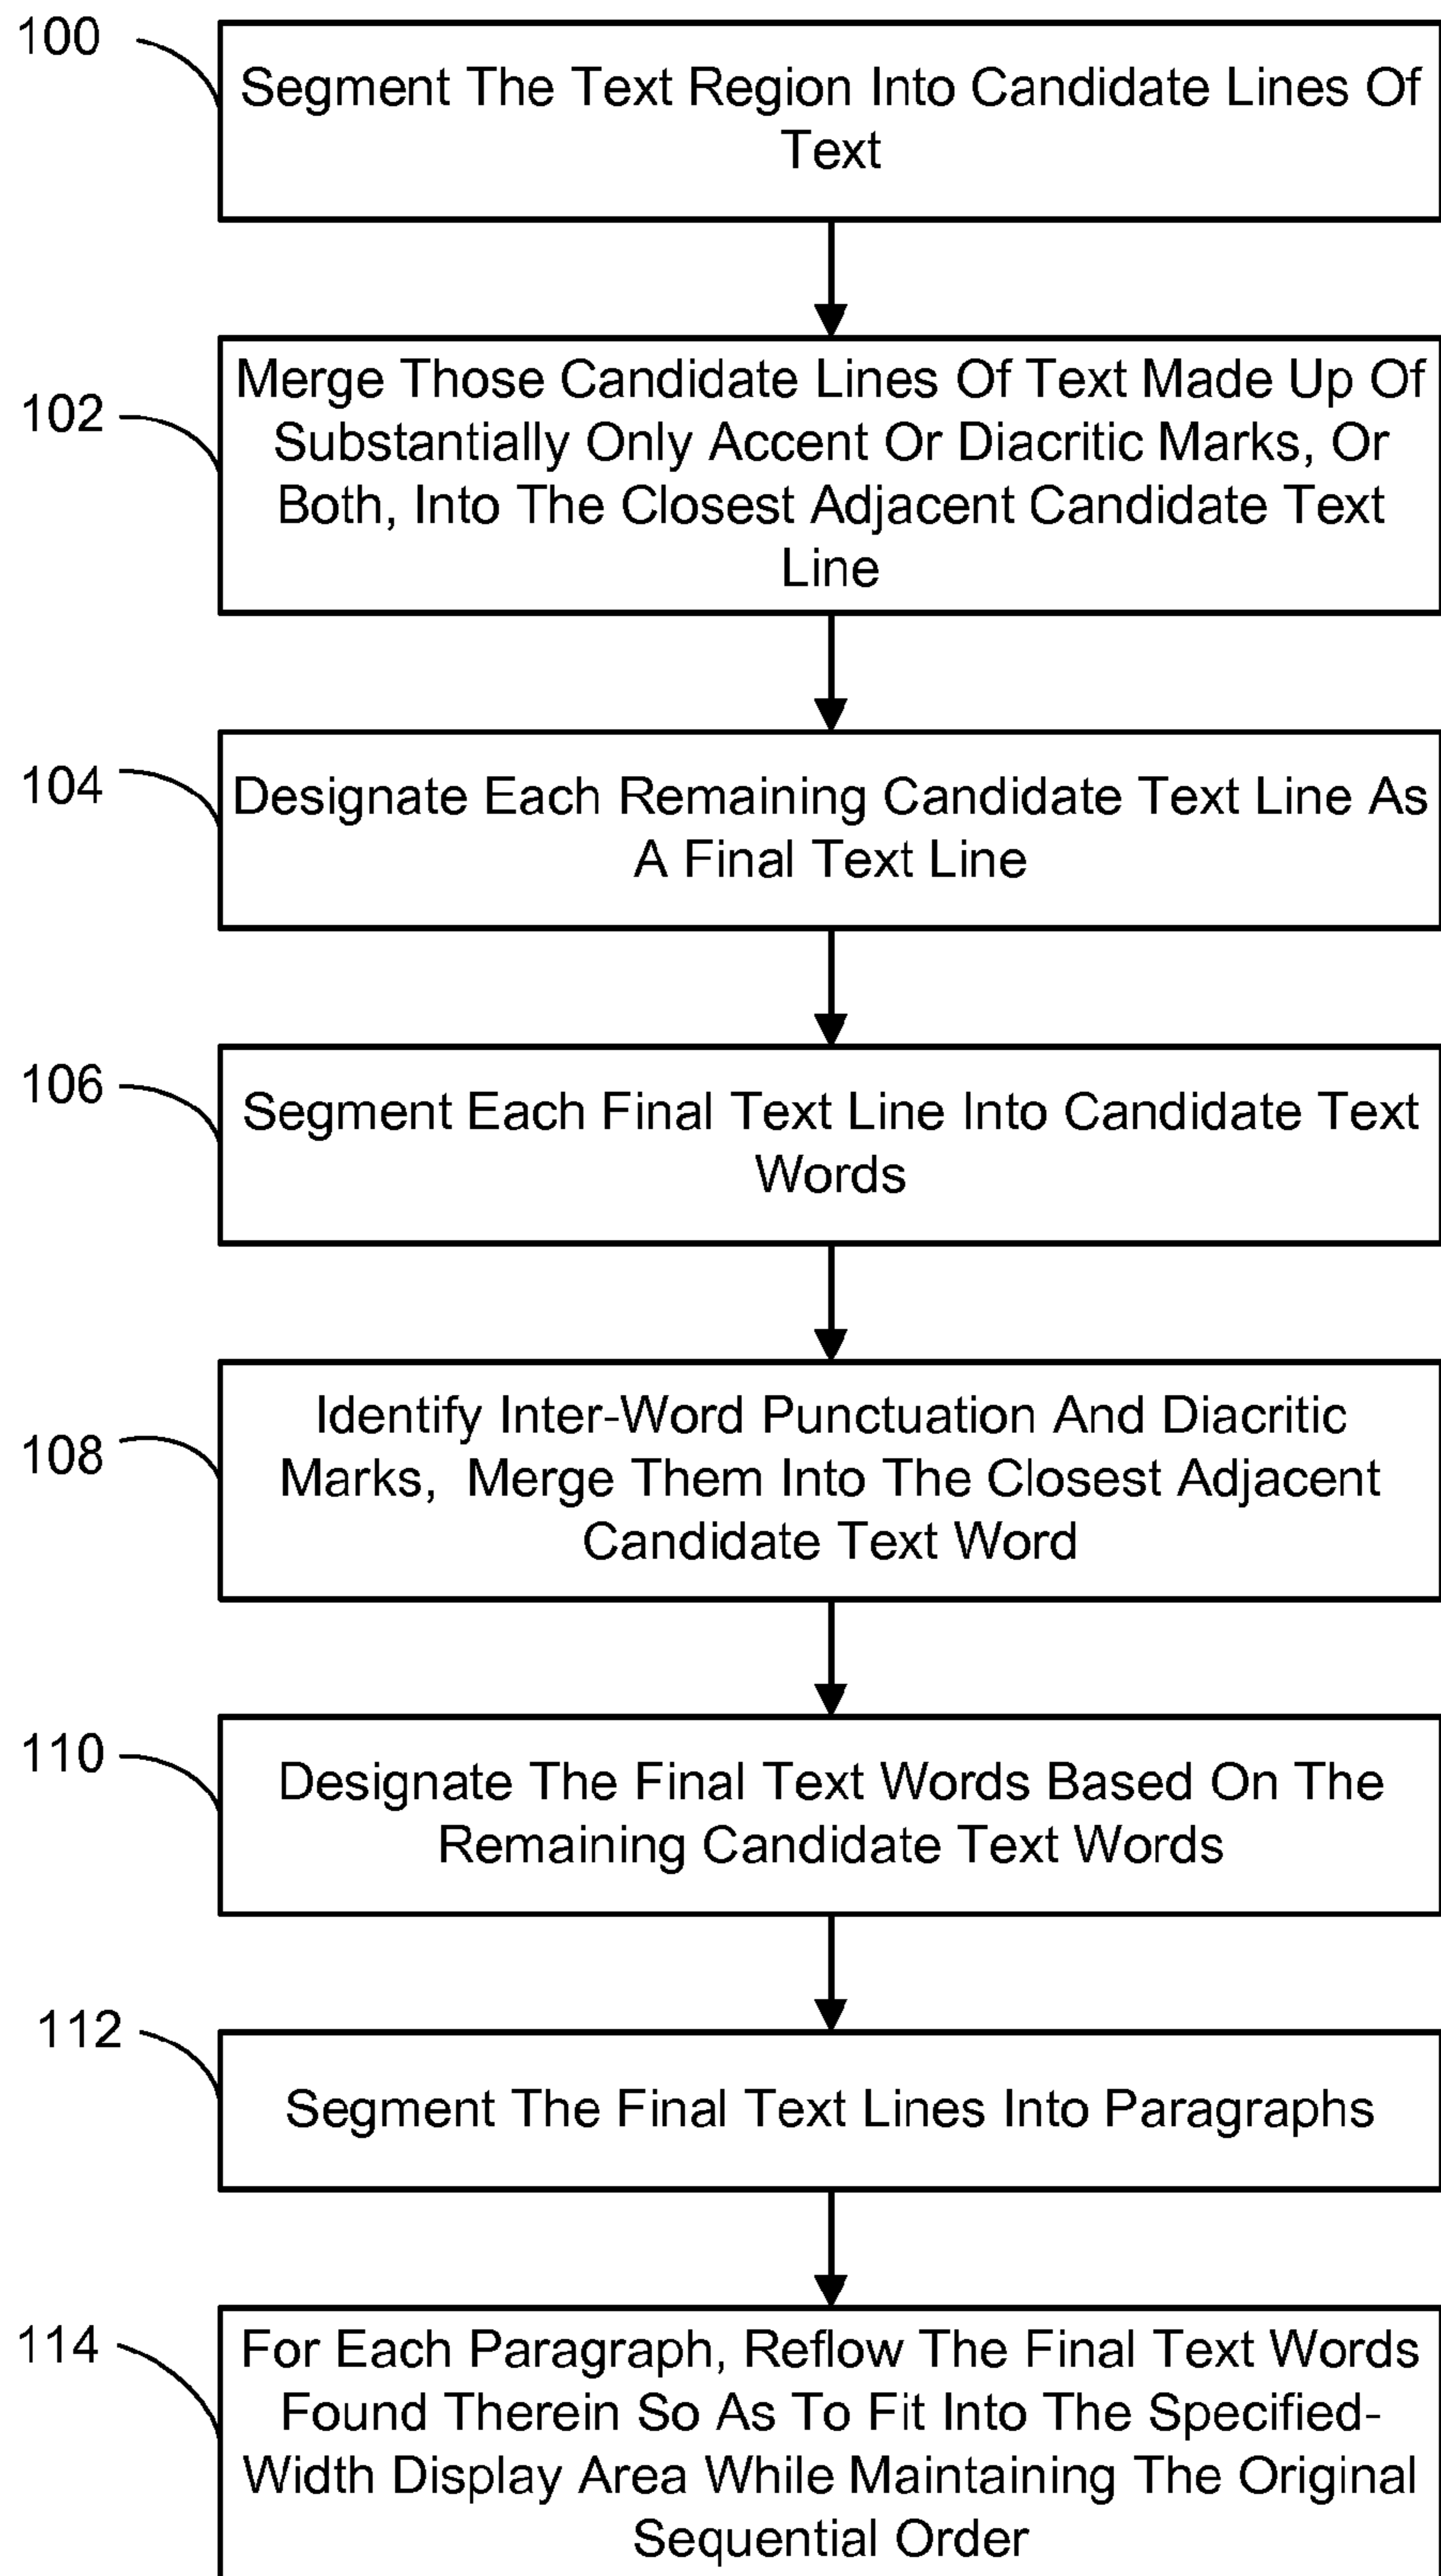 100
Segment The Text Region Into Candidate Lines Of
Text
102
Merge Those Candidate Lines Of Text Made Up Of
Substantially Only Accent Or Diacritic Marks, Or
Both, Into The Closest Adjacent Candidate Text
Line
104
Designate Each Remaining Candidate Text Line As
A Final Text Line
106
Segment Each Final Text Line Into Candidate Text
Words
108
Identify Inter-Word Punctuation And Diacritic
Marks, Merge Them Into The Closest Adjacent
Candidate Text Word
110
Designate The Final Text Words Based On The
Remaining Candidate Text Words
112
Segment The Final Text Lines Into Paragraphs
114
For Each Paragraph, Reflow The Final Text Words
Found Therein So As To Fit Into The Specified-
Width Display Area While Maintaining The Original
Sequential Order